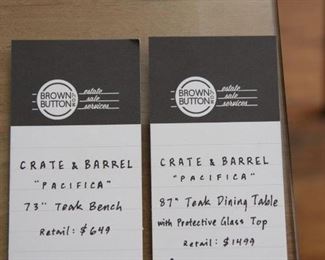 BROWN
BUTTON
estate
sale
services
CRATE & BARREL
"PACIFICA"
73" Teak Bench
Retail: $649
BROWN
BUTTON
estate
sale
services
CRATE & BARREL
"PACIFICA"
87" Teak Dining Table
with Protective Glass Top
Retail: $1499